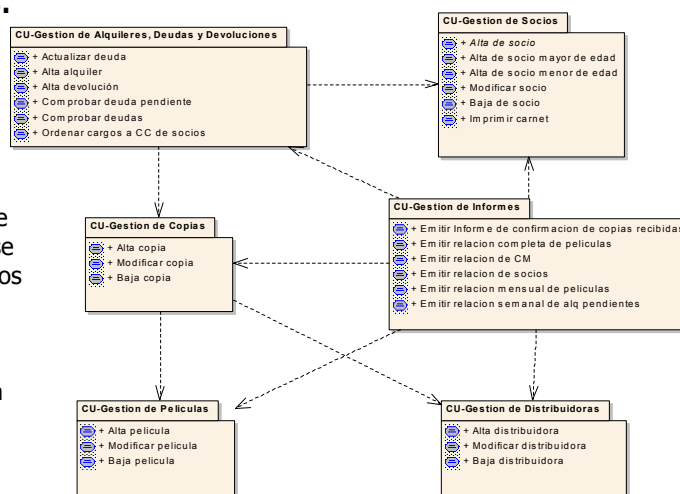 CU-Gestion de Alquileres, Deudas y Devoluciones
+ Actualizar deuda
+ Alta alquiler
+ Alta devolución
+ Comprobar deuda pendiente
+ Comprobar deudas
+ Ordenar cargos a CC de socios
CU-Gestion de Socios
+ Alta de socio
+ Alta de socio mayor de edad
+ Alta de socio menor de edad
+ Modificar socio
+ Baja de socio
+ Imprimir carnet
CU-Gestion de Copias
+ Alta copia
+ Modificar copia
+ Baja copia
CU-Gestion de Informes
+ Emitir Informe de confirmacion de copias recibidas
+ Emitir relacion completa de peliculas
+ Emitir relacion de CM
+ Emitir relacion de socios
+ Emitir relacion mensual de peliculas
+ Emitir relacion semanal de alq pendientes
CU-Gestion de Peliculas
+ Alta pelicula
+ Modificar pelicula
+ Baja pelicula
CU-Gestion de Distribuidoras
+ Alta distribuidora
+ Modificar distribuidora
+ Baja distribuidora